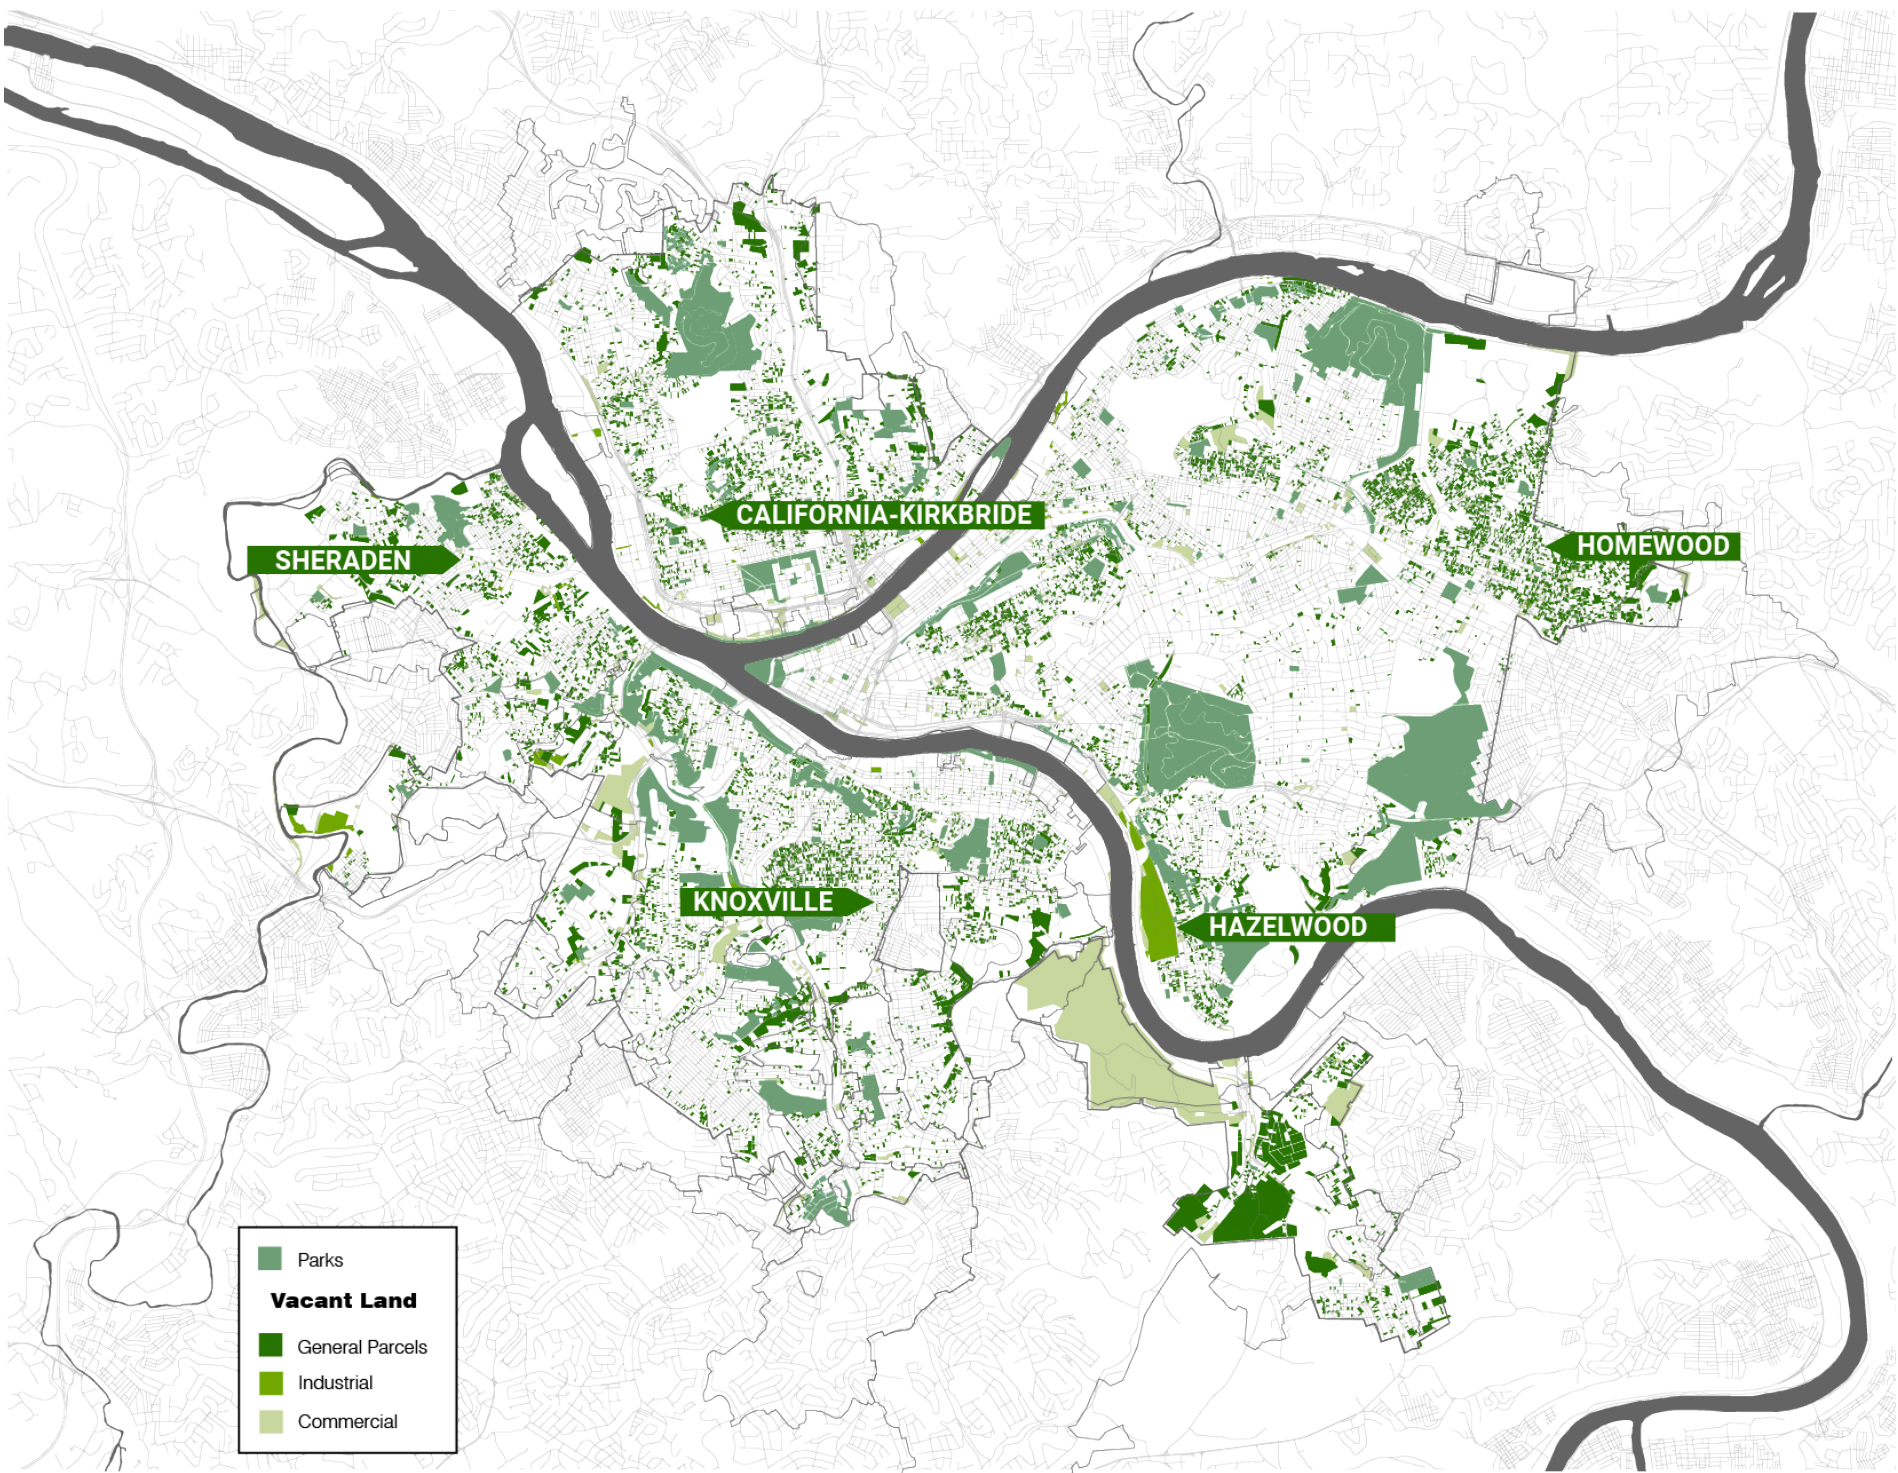 CALIFORNIA-KIRKBRIDE
SHERADEN
HOMEWOOD
KNOXVILLE
HAZELWOOD
Parks
Vacant Land
General Parcels
Industrial
Commercial